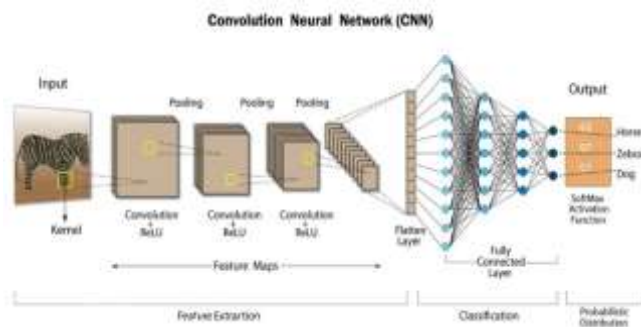 Convolution Neural Network (CNN)
Input
Output
Pooling
Pooling
Pooling
Horse
Zebra
Dog
Kernel
Convolution
+
ReLU
Convolution
+
ReLU
Convolution
+
ReLU
Flatten
Layer
SoftMax
Activation
Function
Feature Maps
Fully
Connected
Layer
Feature Extraction
Classification
Probabilistic
Distribution